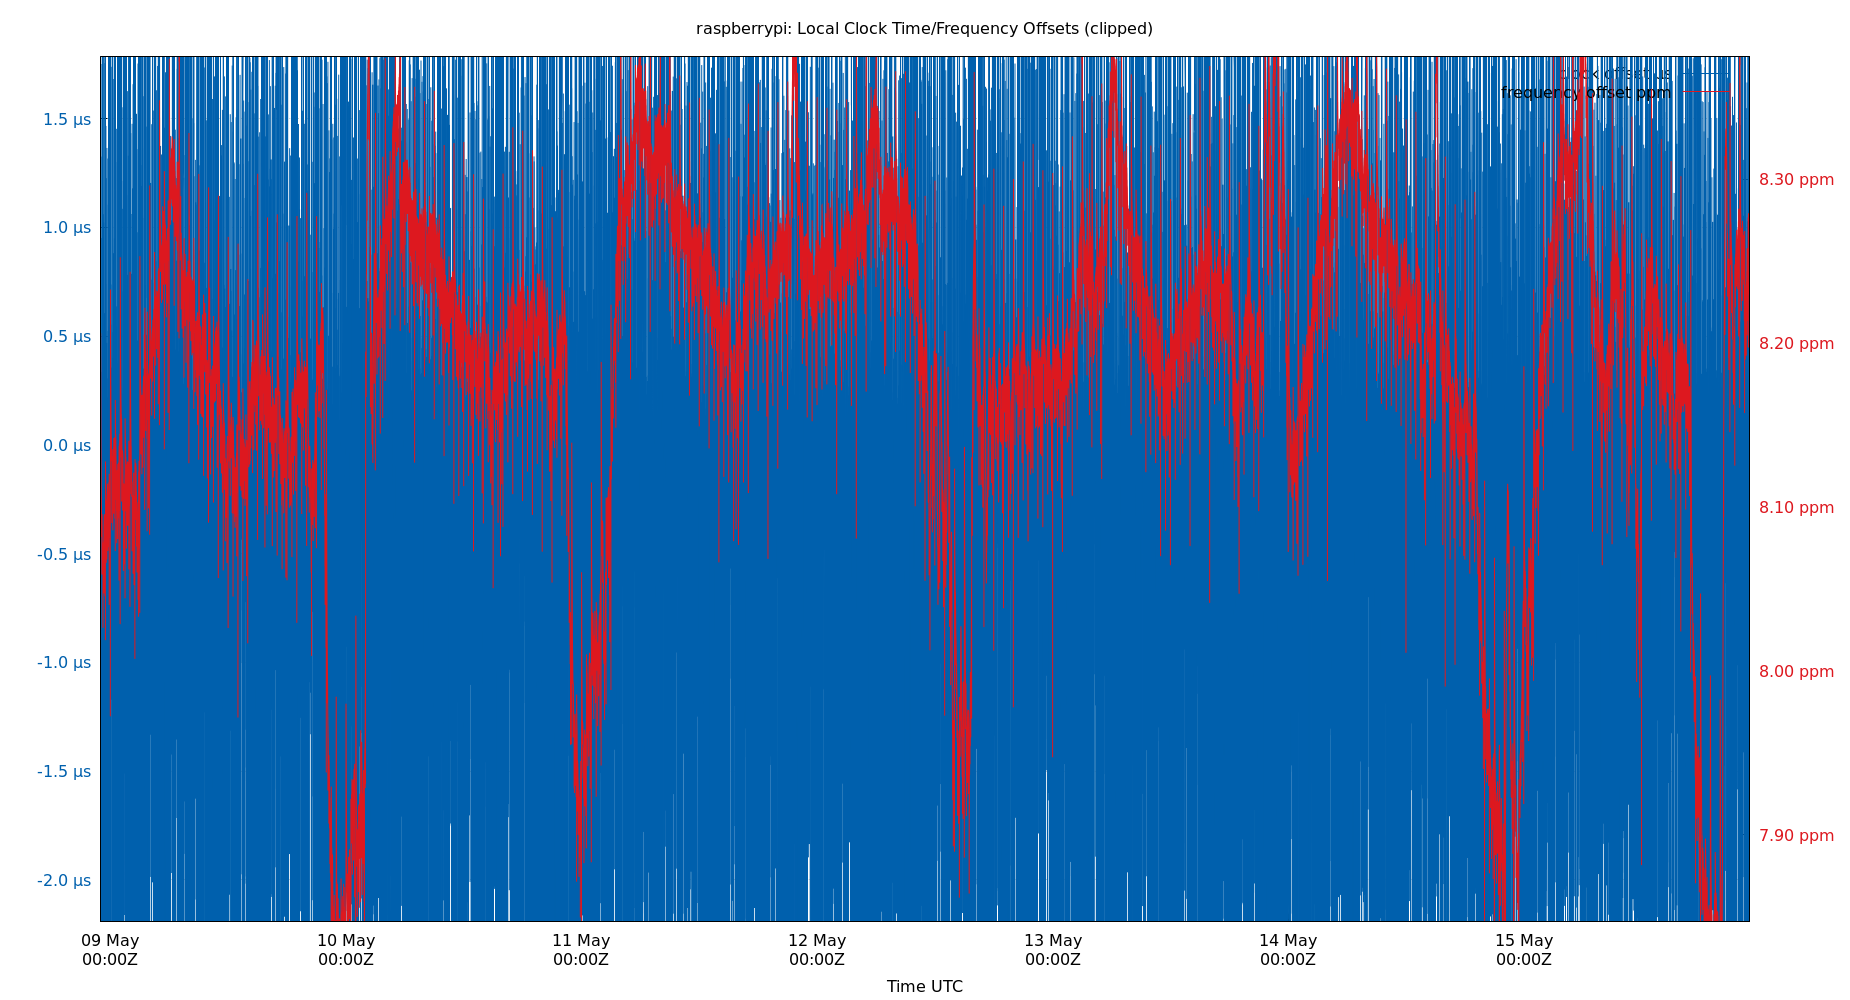 raspberrypi: Local Clock Time/Frequency Offsets (clipped)
clock offset µs
frequency offset ppm
1.5 µs
1.0 µs
0.5 µs
0.0 µs
-0.5 µs
-1.0 µs
-1.5 µs
-2.0 µs
8.30 ppm
8.20 ppm
8.10 ppm
8.00 ppm
7.90 ppm
09 May 10 May 11 May 12 May 13 May 14 May 15 May
00:00Z 00:00Z 00:00Z 00:00Z 00:00Z 00:00Z 00:00Z
Time UTC